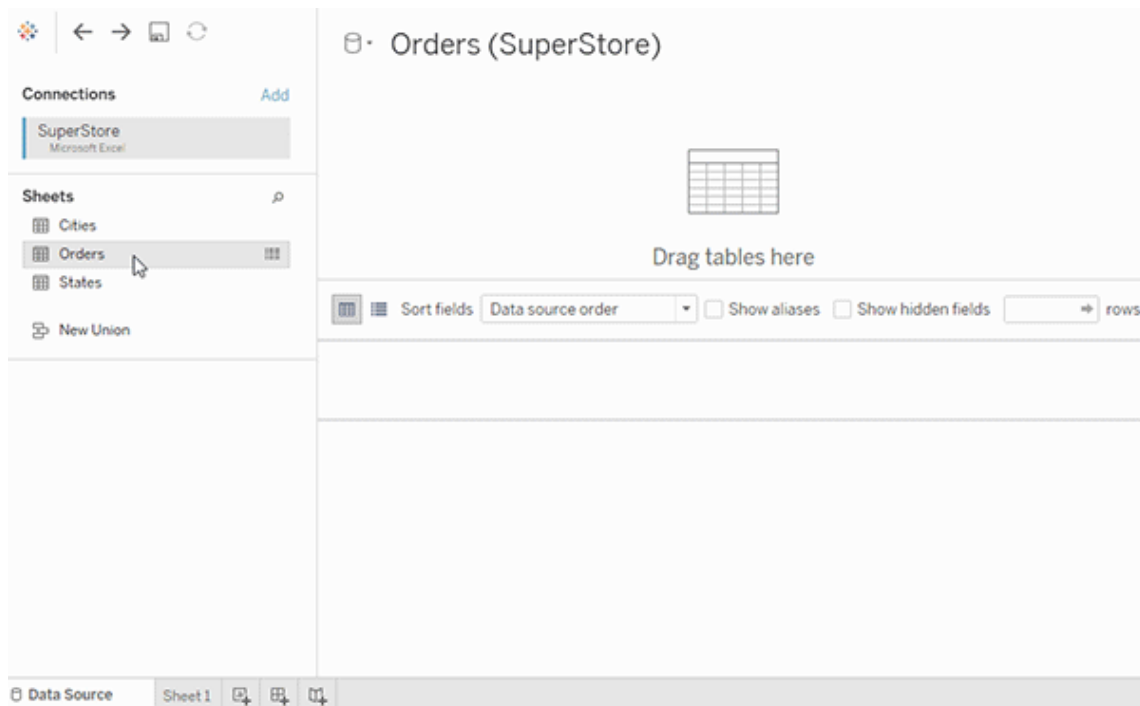 Orders (SuperStore)
Connections
Add
SuperStore
Microsoft Excel
Sheets
Cities
Orders
States
New Union
Drag tables here
Sort fields Data source order Show aliases Show hidden fields rows
Data Source Sheet 1